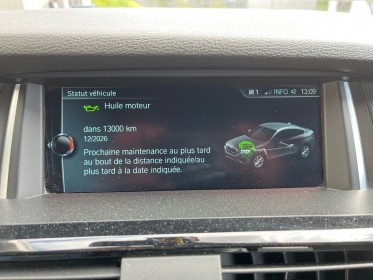 Statut véhicule
1 INFO 13:09
Huile moteur
dans 13000 km
12/2026
Prochaine maintenance au plus tard
au bout de la distance indiquée/au
plus tard à la date indiquée.